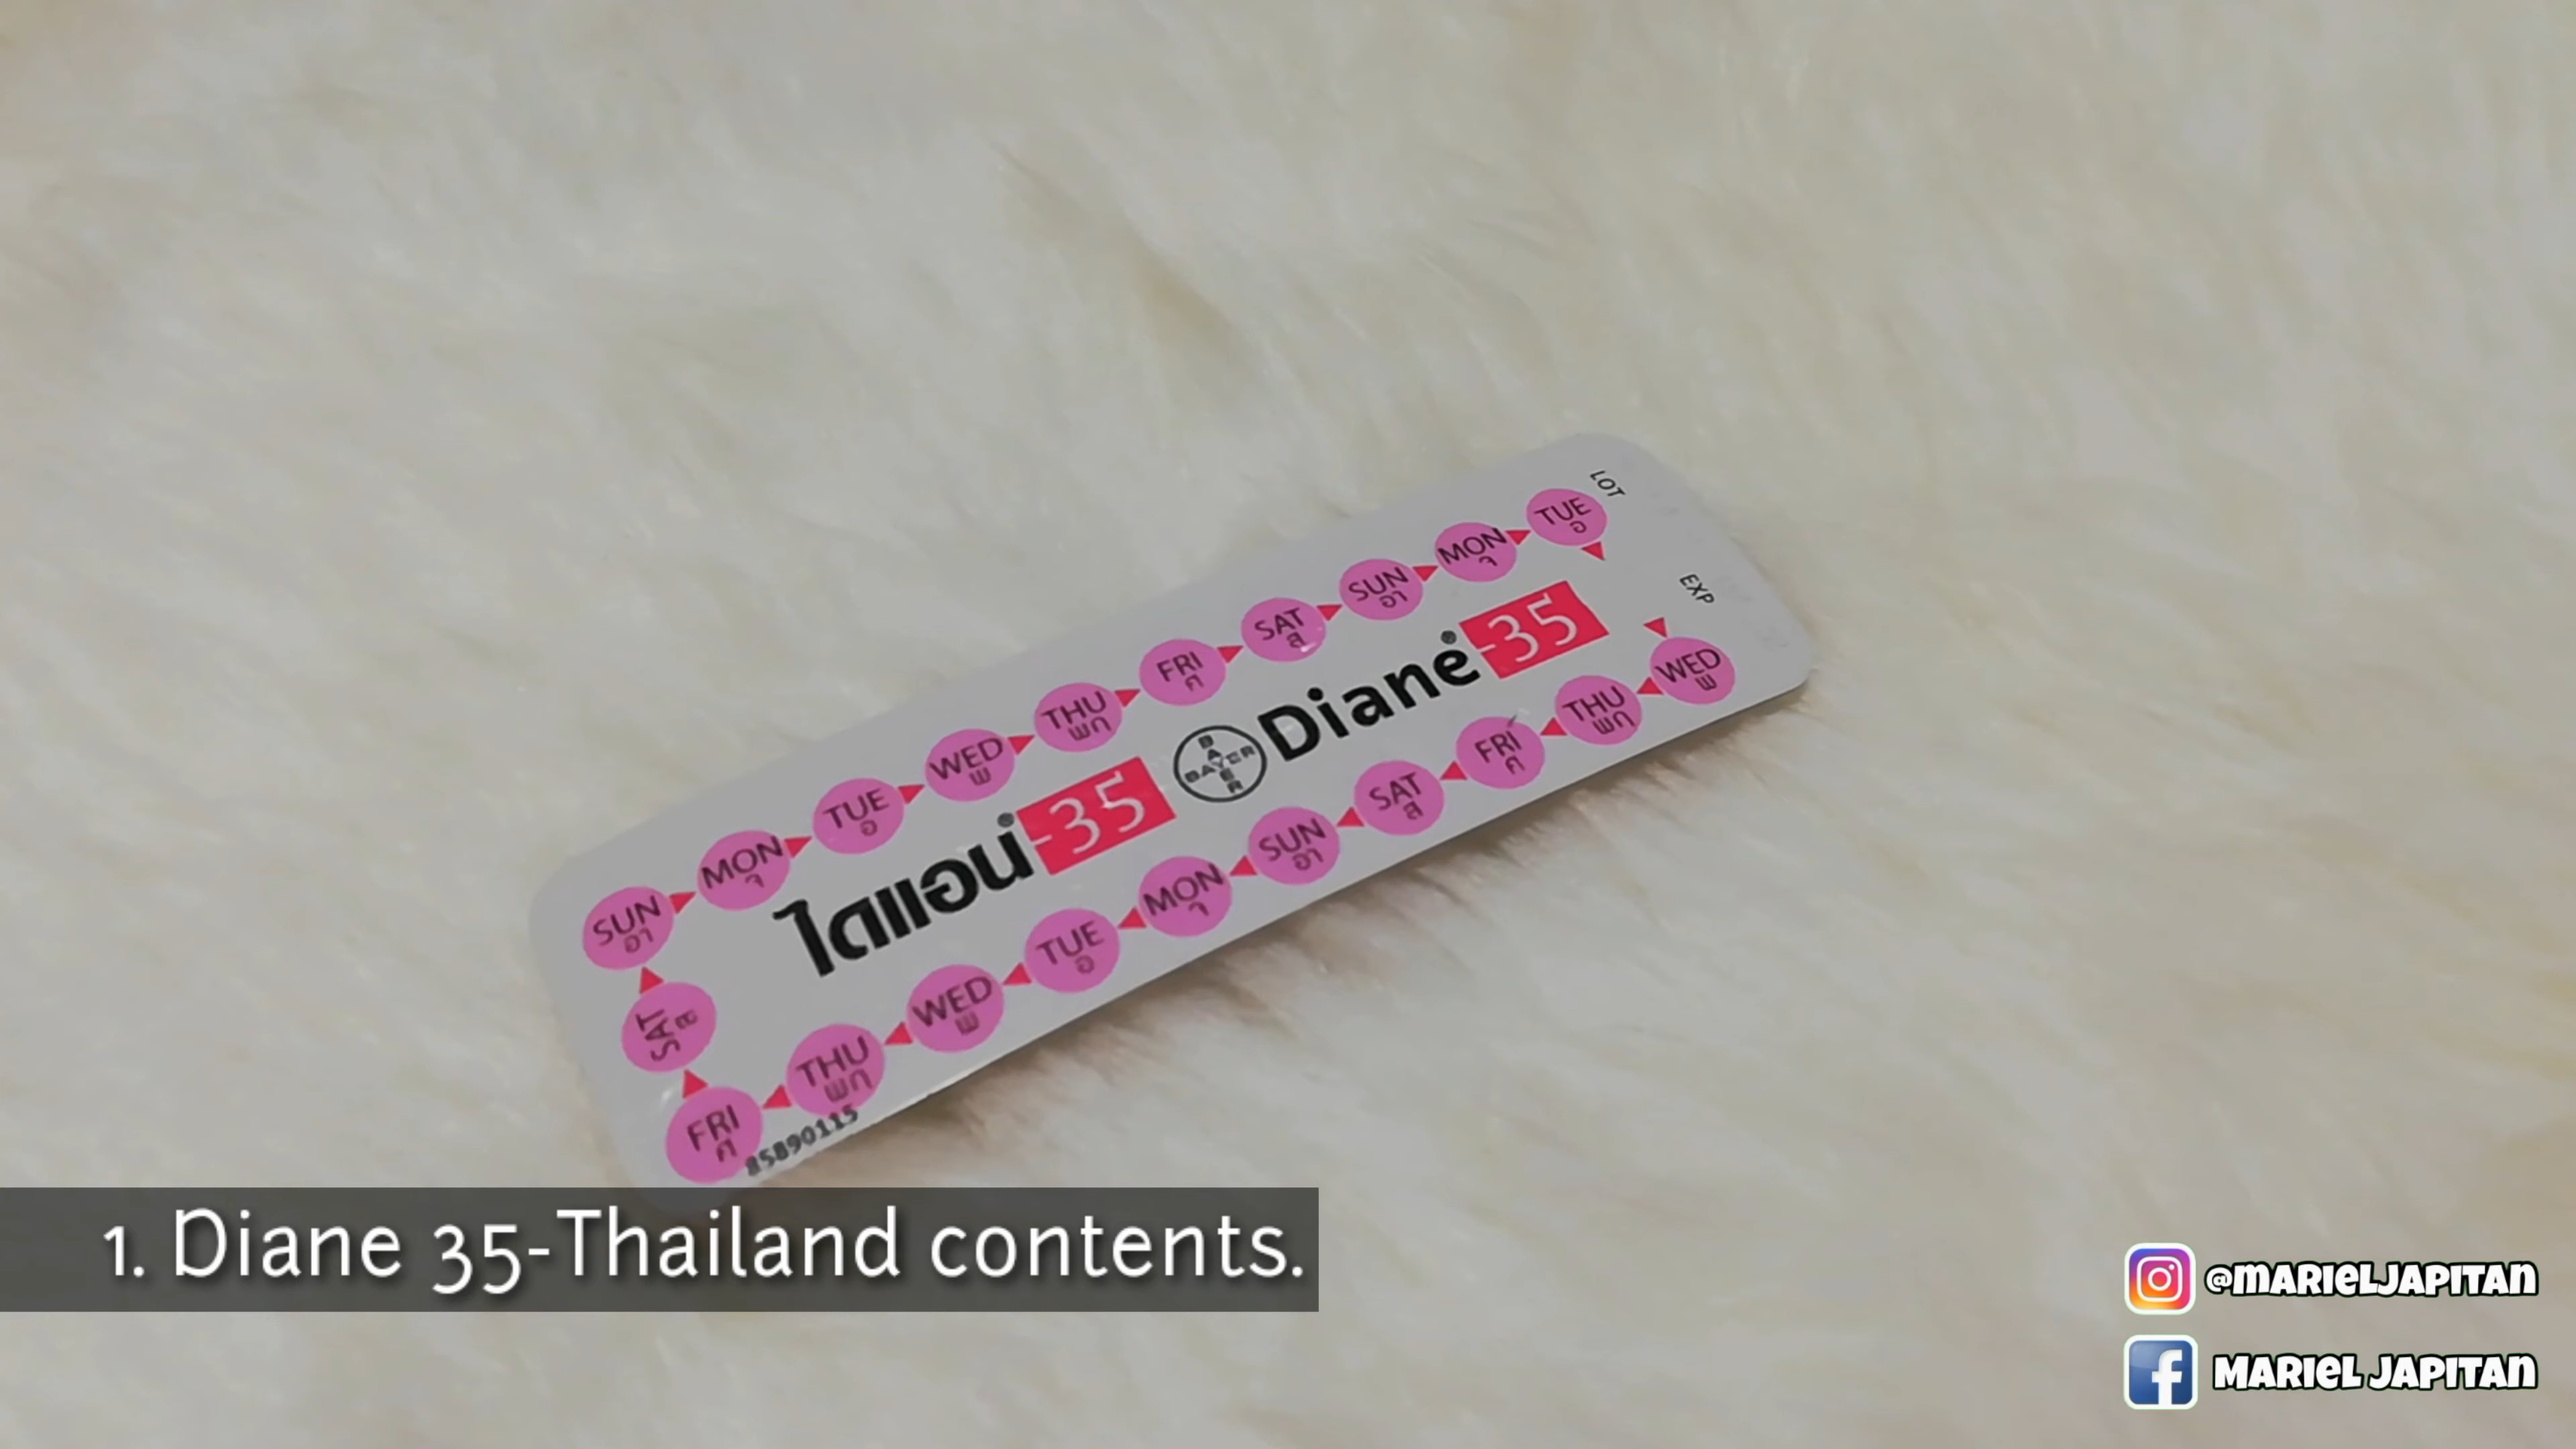 LOT
EXP
SUN
อา
MON
จ
TUE
อ
WED
พ
THU
พฤ
FRI
ศ
SAT
ส
SUN
อา
MON
จ
TUE
อ
ไดแอน®-35
BAYER
BAYER
Diane®-35
SAT
ส
FRI
ศ
THU
พฤ
WED
พ
TUE
อ
MON
จ
SUN
อา
SAT
ส
FRI
ศ
THU
พฤ
WED
พ
85890115
1. Diane 35-Thailand contents.
@marieljapitan
Mariel Japitan